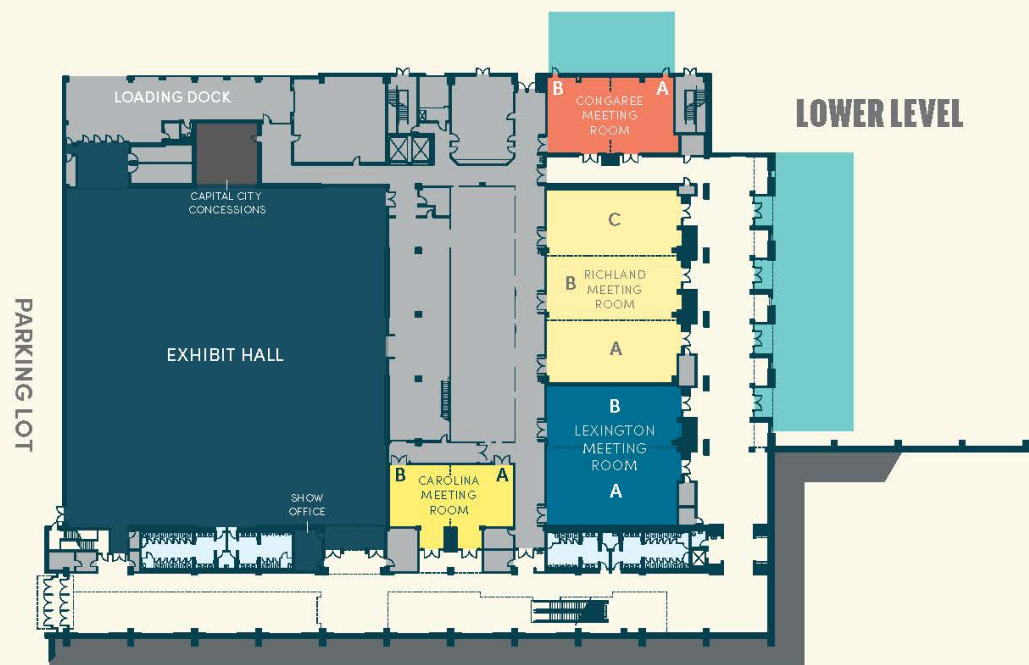 LOWER LEVEL
LOADING DOCK
CAPITAL CITY
CONCESSIONS
B
A
CONGAREE
MEETING
ROOM
C
B
RICHLAND
MEETING
ROOM
A
PARKING LOT
EXHIBIT HALL
B
LEXINGTON
MEETING
ROOM
A
B
A
CAROLINA
MEETING
ROOM
SHOW
OFFICE